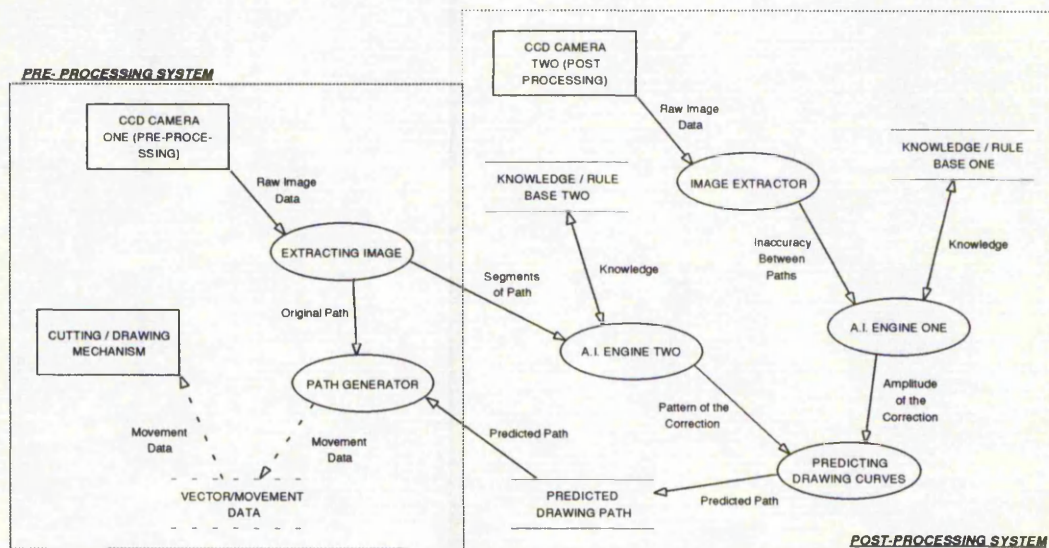 PRE- PROCESSING SYSTEM
CCD CAMERA
ONE (PRE-PROCE-
SSING)
Raw Image
Data
EXTRACTING IMAGE
Original Path
CUTTING / DRAWING
MECHANISM
PATH GENERATOR
Movement
Data
Movement
Data
VECTOR/MOVEMENT
DATA
CCD CAMERA
TWO (POST
PROCESSING)
Raw Image
Data
IMAGE EXTRACTOR
KNOWLEDGE / RULE
BASE ONE
KNOWLEDGE / RULE
BASE TWO
Inaccuracy
Between
Paths
Knowledge
Segments
of Path
Knowledge
A.I. ENGINE ONE
A.I. ENGINE TWO
Amplitude
of the
Correction
Pattern of the
Correction
Predicted Path
PREDICTING
DRAWING CURVES
PREDICTED
DRAWING PATH
Predicted Path
POST-PROCESSING SYSTEM